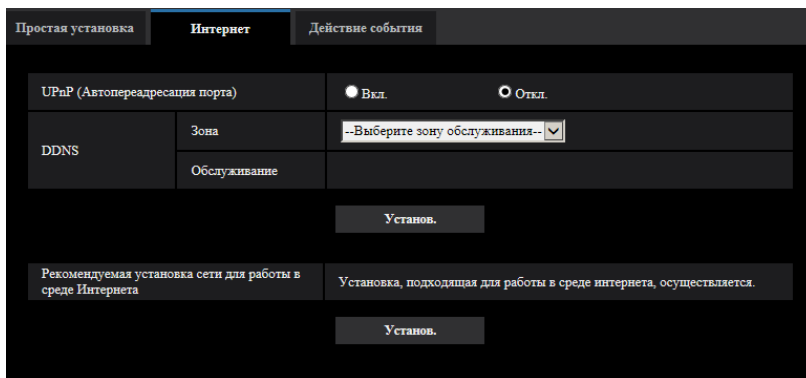 Простая установка
Интернет
Действие события
UPnP (Автопереадресация порта)
Вкл.
Откл.
DDNS
Зона
--Выберите зону обслуживания--
Обслуживание
Установ.
Рекомендуемая установка сети для работы в
среде Интернета
Установка, подходящая для работы в среде интернета, осуществляется.
Установ.